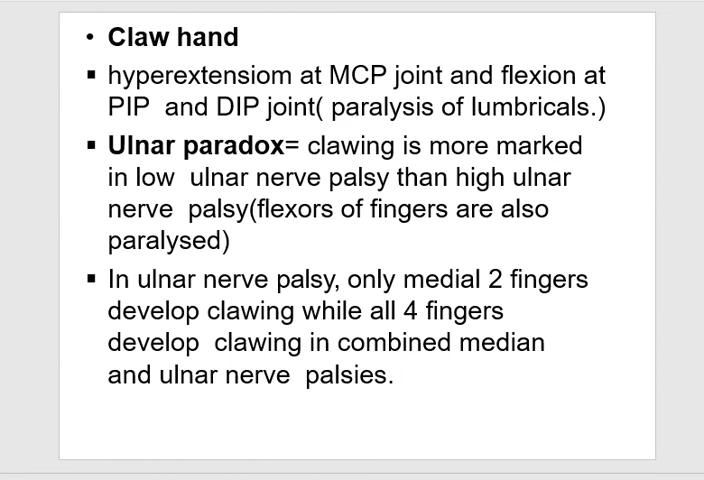 • Claw hand
▪ hyperextensiom at MCP joint and flexion at
PIP and DIP joint( paralysis of lumbricals.)
▪ Ulnar paradox= clawing is more marked
in low ulnar nerve palsy than high ulnar
nerve palsy(flexors of fingers are also
paralysed)
▪ In ulnar nerve palsy, only medial 2 fingers
develop clawing while all 4 fingers
develop clawing in combined median
and ulnar nerve palsies.